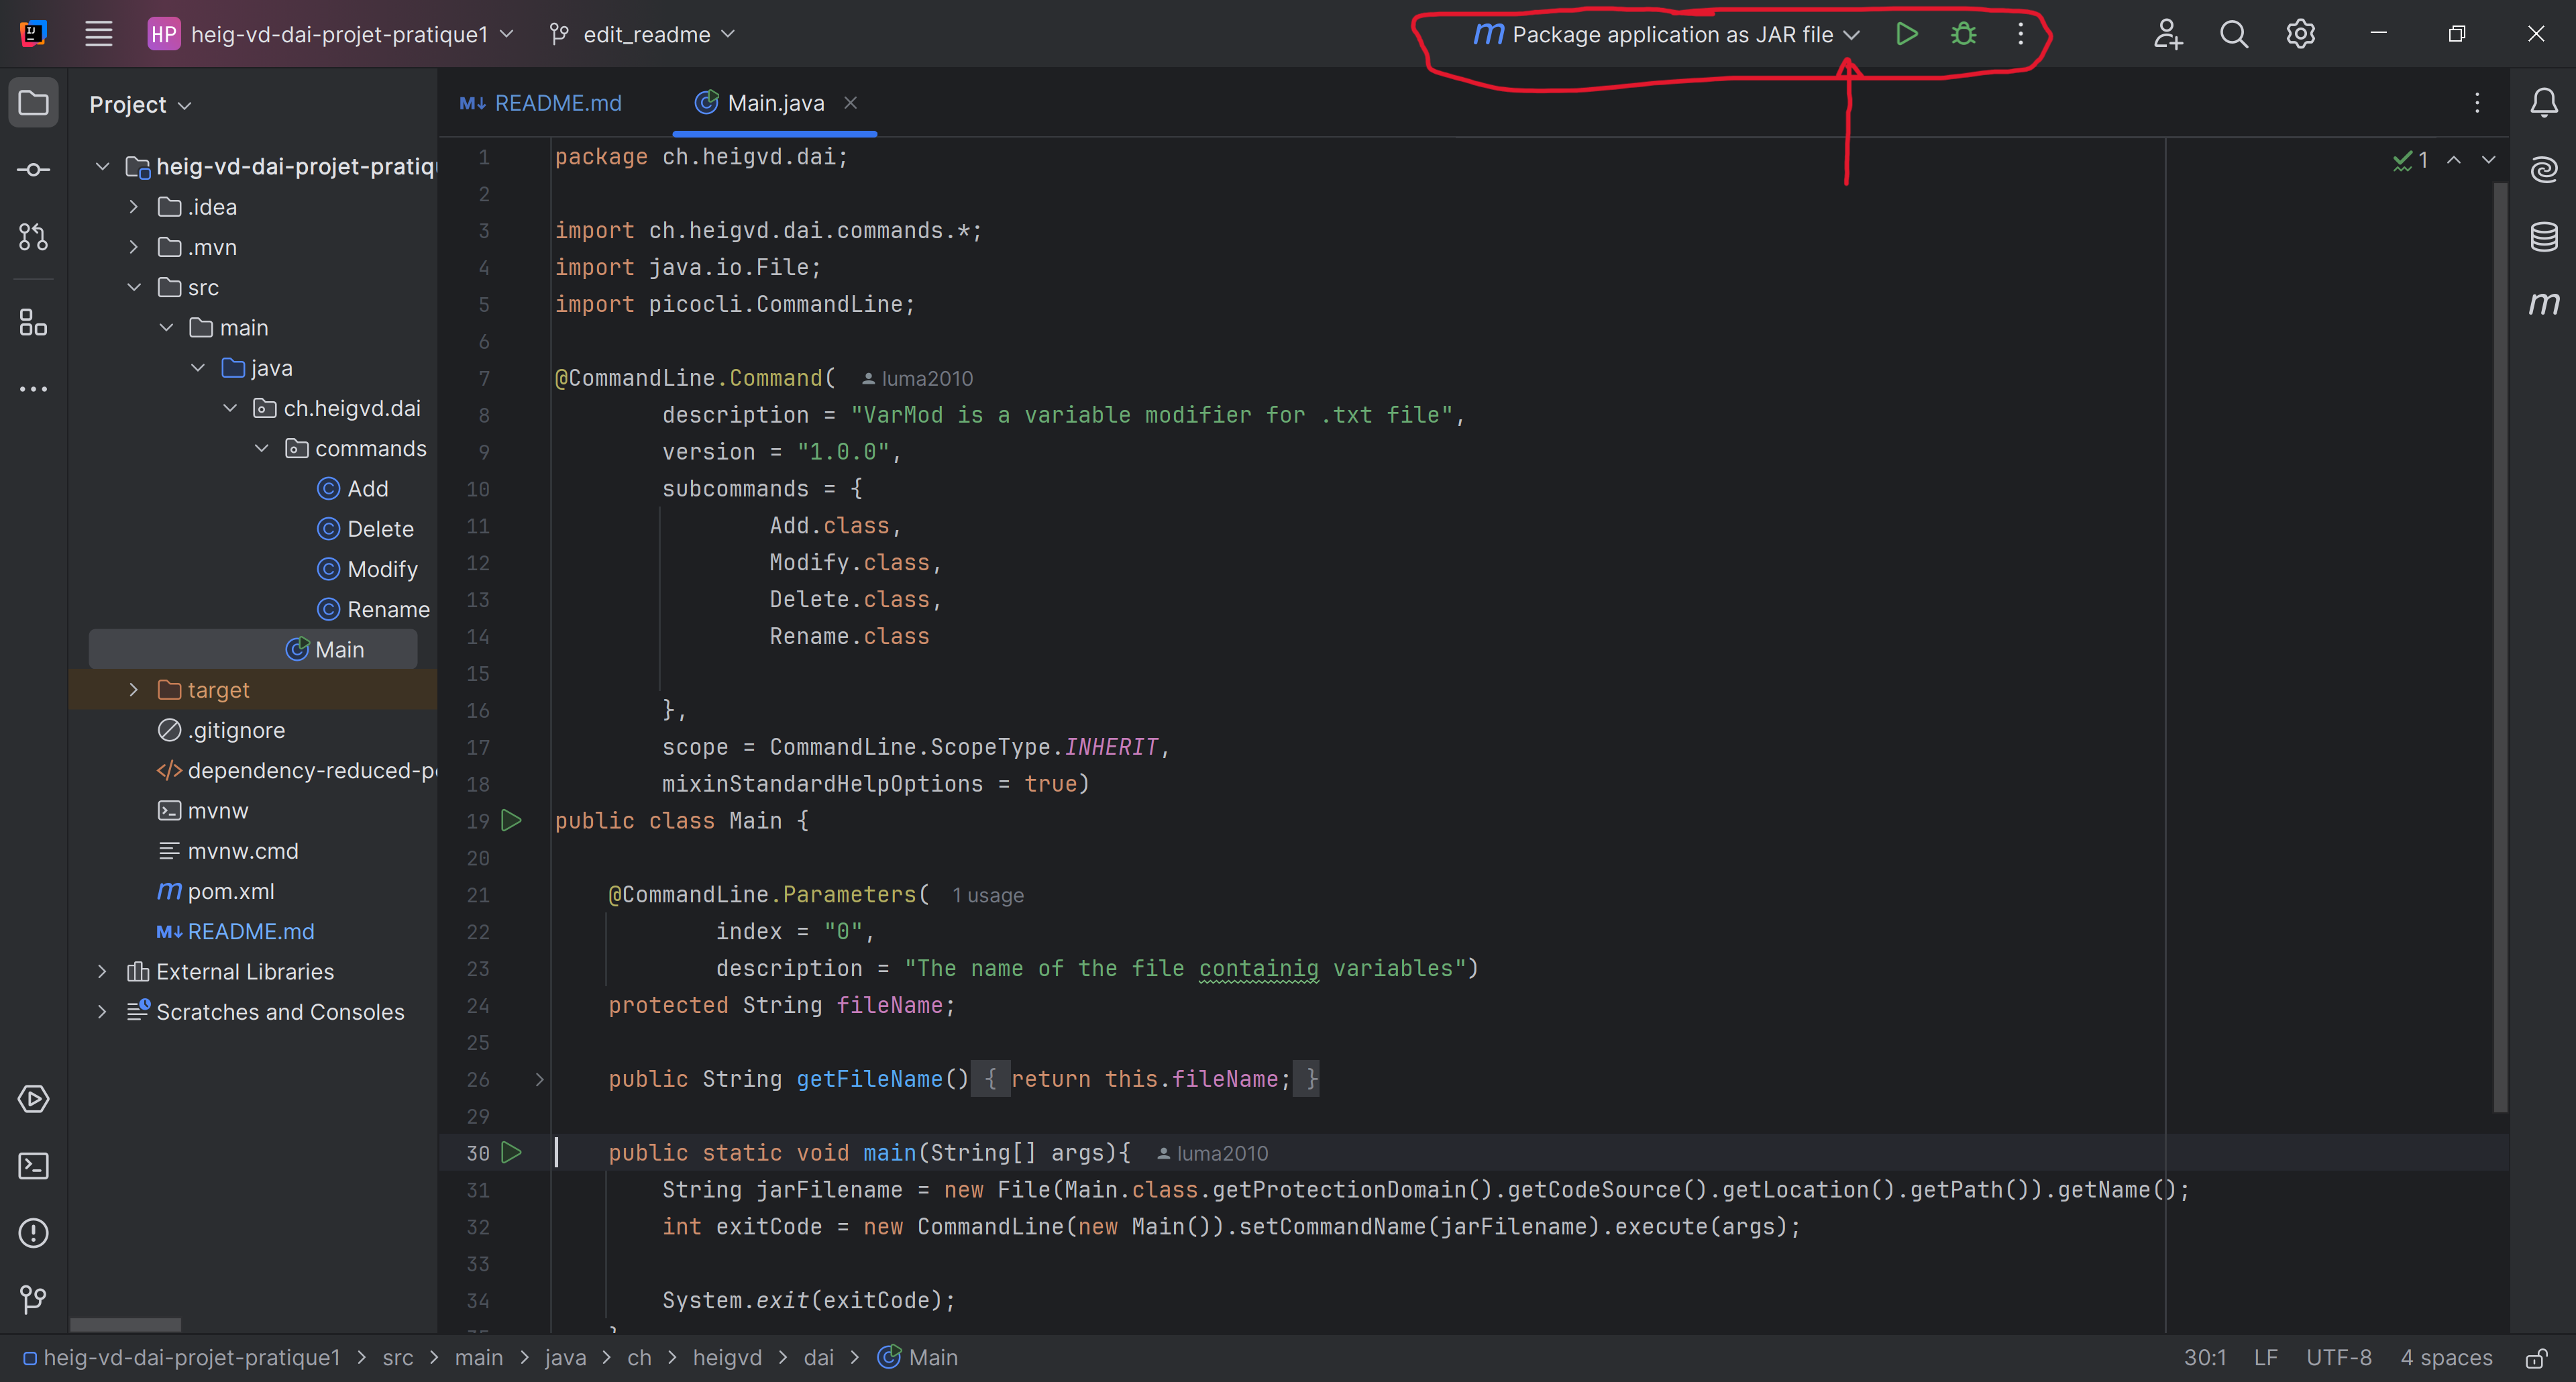 HP heig-vd-dai-projet-pratique1 edit_readme m Package application as JAR file
Project
README.md Main.java
heig-vd-dai-projet-pratiq
.idea
.mvn
src
main
java
ch.heigvd.dai
commands
Add
Delete
Modify
Rename
Main
target
.gitignore
dependency-reduced-p
mvnw
mvnw.cmd
m pom.xml
M↓ README.md
External Libraries
Scratches and Consoles
1 package ch.heigvd.dai;
2
3 import ch.heigvd.dai.commands.*;
4 import java.io.File;
5 import picocli.CommandLine;
6
7 @CommandLine.Command( luma2010
8 description = "VarMod is a variable modifier for .txt file",
9 version = "1.0.0",
10 subcommands = {
11 Add.class,
12 Modify.class,
13 Delete.class,
14 Rename.class
15
16 },
17 scope = CommandLine.ScopeType.INHERIT,
18 mixinStandardHelpOptions = true)
19 public class Main {
20
21 @CommandLine.Parameters( 1 usage
22 index = "0",
23 description = "The name of the file containig variables")
24 protected String fileName;
25
26 public String getFileName() { return this.fileName; }
29
30 public static void main(String[] args){ luma2010
31 String jarFilename = new File(Main.class.getProtectionDomain().getCodeSource().getLocation().getPath()).getName();
32 int exitCode = new CommandLine(new Main()).setCommandName(jarFilename).execute(args);
33
34 System.exit(exitCode);
1
m
heig-vd-dai-projet-pratique1 > src > main > java > ch > heigvd > dai > Main 30:1 LF UTF-8 4 spaces